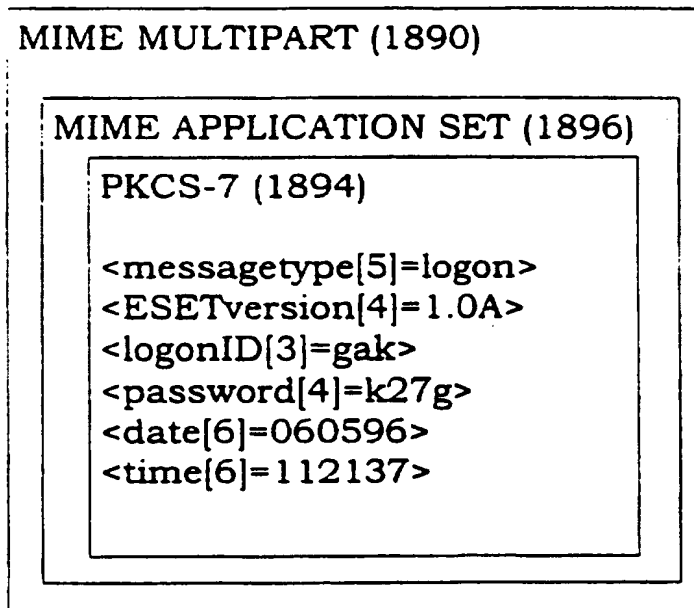 MIME MULTIPART (1890)
MIME APPLICATION SET (1896)
PKCS-7 (1894)
<messagetype[5]=logon>
<ESETversion[4]=1.0A>
<logonID[3]=gak>
<password[4]=k27g>
<date[6]=060596>
<time[6]=112137>